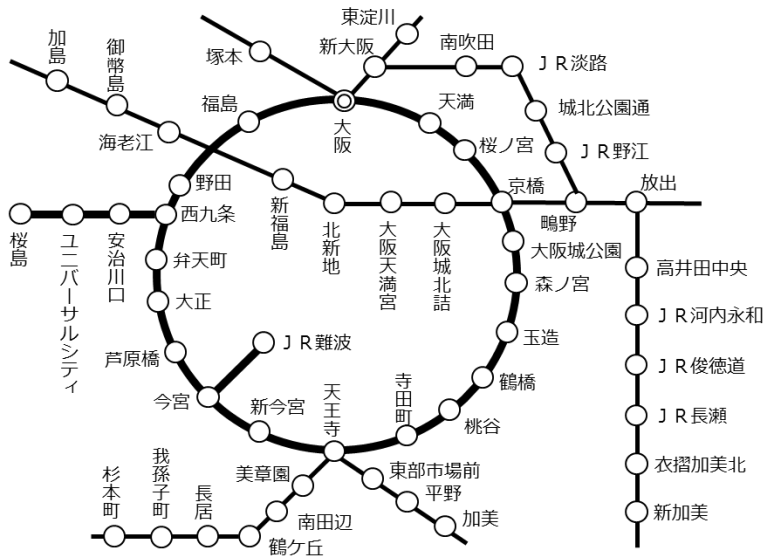 東淀川
加島
御幣島
塚本
新大阪
南吹田
ＪＲ淡路
福島
天満
城北公園通
海老江
大阪
桜ノ宮
ＪＲ野江
野田
京橋
放出
西九条
新福島
北新地
大阪天満宮
大阪城北詰
鴫野
桜島
ユニバーサルシティ
安治川口
大阪城公園
弁天町
高井田中央
森ノ宮
大正
ＪＲ河内永和
玉造
ＪＲ難波
芦原橋
ＪＲ俊徳道
鶴橋
今宮
新今宮
天王寺
寺田町
桃谷
ＪＲ長瀬
美章園
東部市場前
衣摺加美北
杉本町
我孫子町
長居
平野
南田辺
加美
新加美
鶴ケ丘